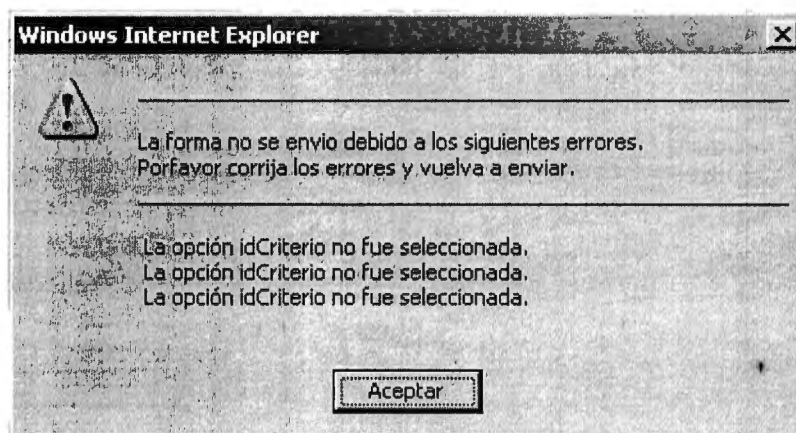 Windows Internet Explorer
La forma no se envio debido a los siguientes errores.
Porfavor corrija los errores y vuelva a enviar.
La opción idCriterio no fue seleccionada.
La opción idCriterio no fue seleccionada.
La opción idCriterio no fue seleccionada.
Aceptar